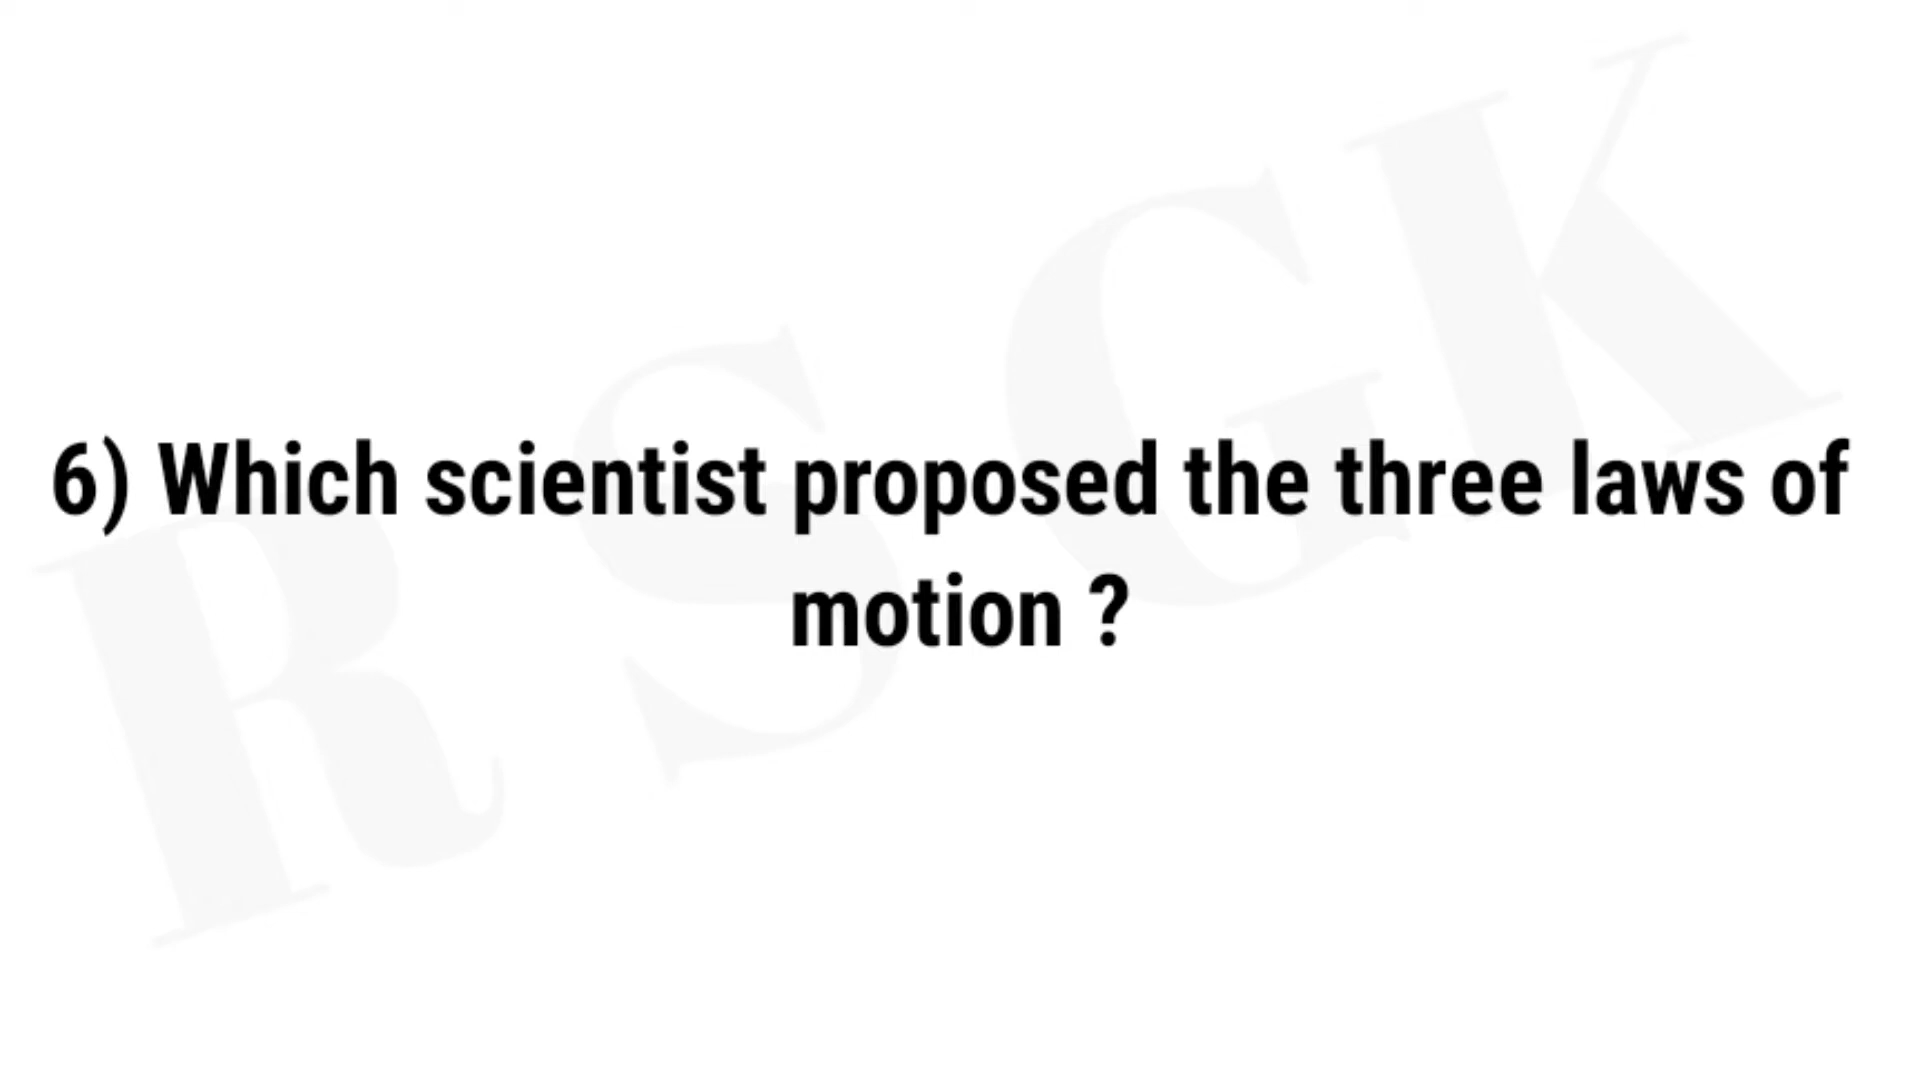 6) Which scientist proposed the three laws of
motion ?
R S G K